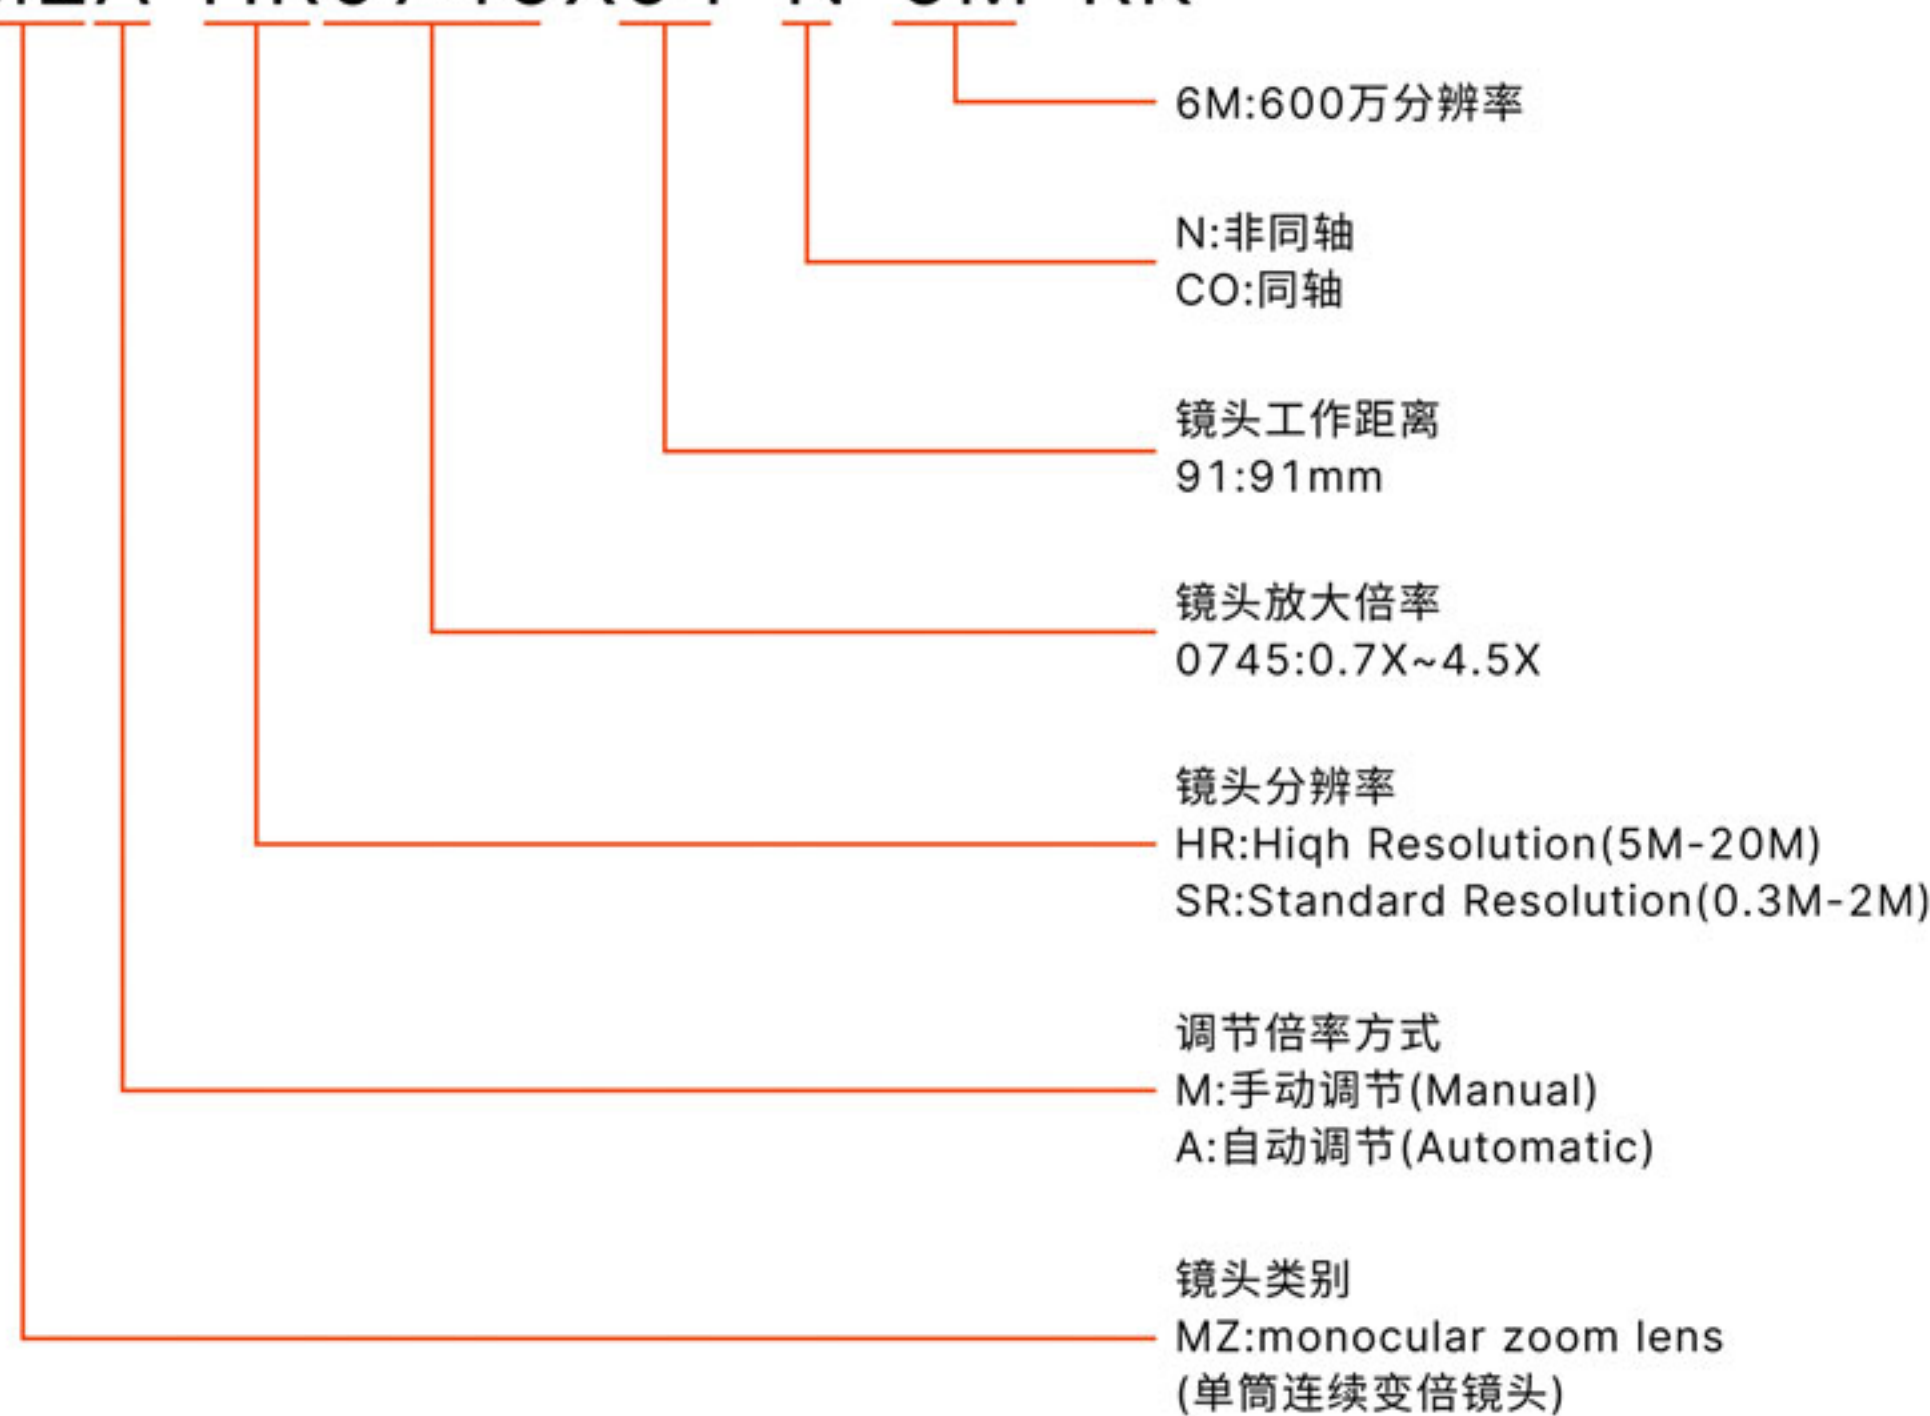 6M:600万分辨率
N:非同轴
CO:同轴
镜头工作距离
91:91mm
镜头放大倍率
0745:0.7X~4.5X
镜头分辨率
HR:Hiqh Resolution(5M-20M)
SR:Standard Resolution(0.3M-2M)
调节倍率方式
M:手动调节(Manual)
A:自动调节(Automatic)
镜头类别
MZ:monocular zoom lens
(单筒连续变倍镜头)